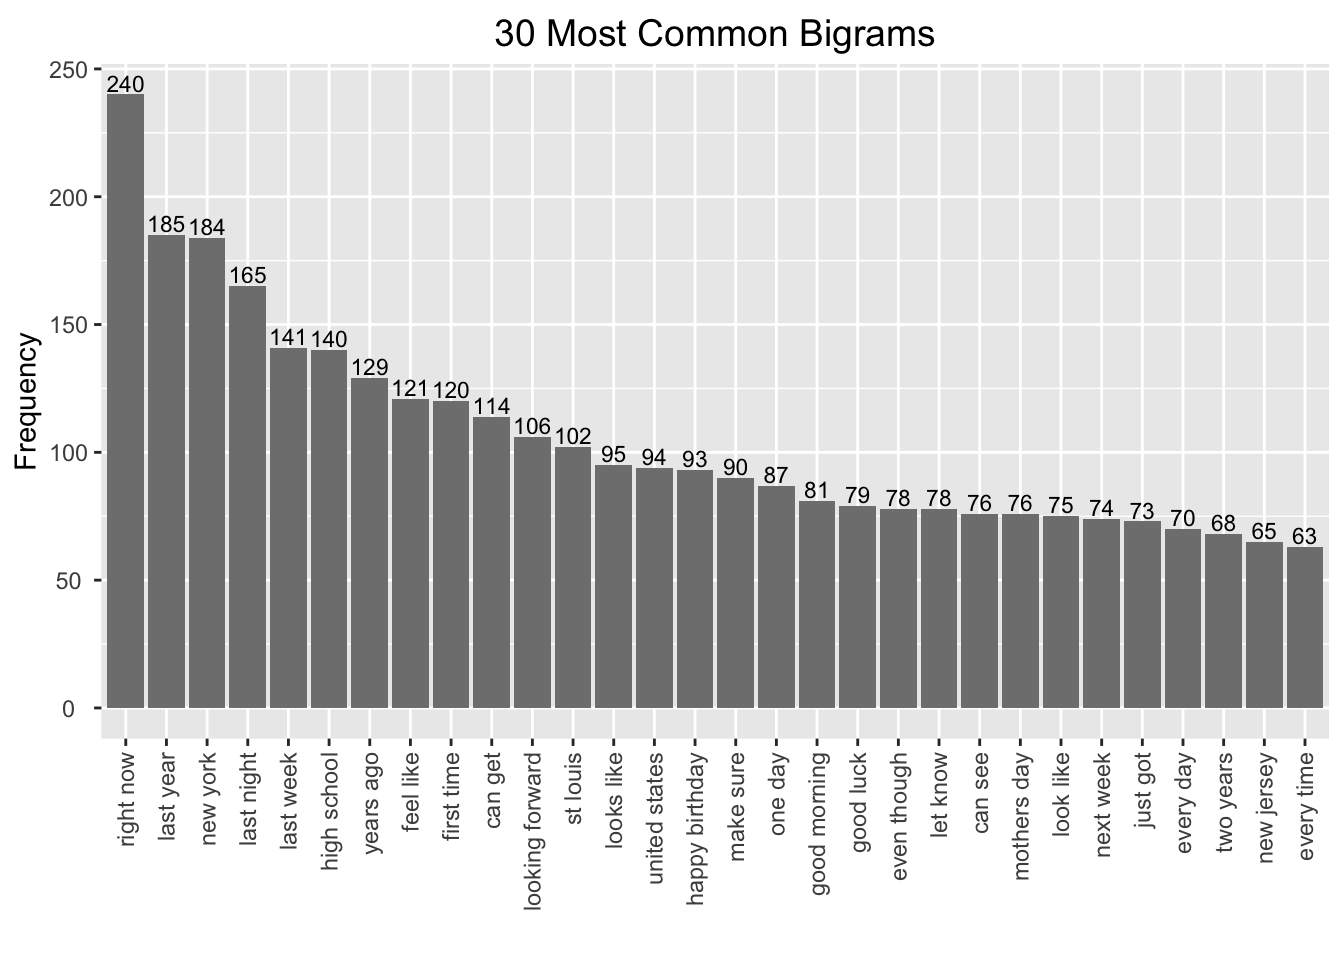 30 Most Common Bigrams
Frequency
250
200
150
100
50
0
240
185
184
165
141
140
129
121
120
114
106
102
95
94
93
90
87
81
79
78
78
76
76
75
74
73
70
68
65
63
right now
last year
new york
last night
last week
high school
years ago
feel like
first time
can get
looking forward
st louis
looks like
united states
happy birthday
make sure
one day
good morning
good luck
even though
let know
can see
mothers day
look like
next week
just got
every day
two years
new jersey
every time